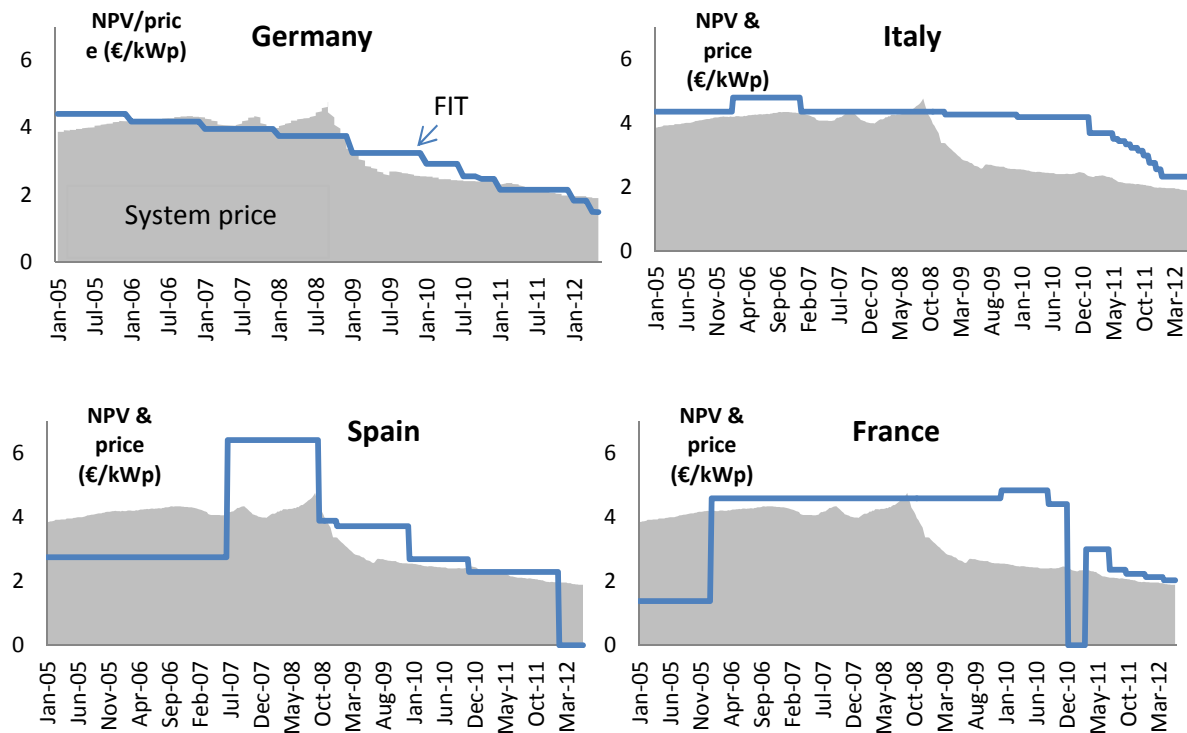 NPV/pric
e (€/kWp)
Germany
6
4
2
0
FIT
System price
Jan-05
Jul-05
Jan-06
Jul-06
Jan-07
Jul-07
Jan-08
Jul-08
Jan-09
Jul-09
Jan-10
Jul-10
Jan-11
Jul-11
Jan-12
NPV &
price
(€/kWp)
Italy
6
4
2
0
Jan-05
Jun-05
Nov-05
Apr-06
Sep-06
Feb-07
Jul-07
Dec-07
May-08
Oct-08
Mar-09
Aug-09
Jan-10
Jun-10
Dec-10
May-11
Oct-11
Mar-12
NPV &
price
(€/kWp)
Spain
6
4
2
0
Jan-05
Jun-05
Nov-05
Apr-06
Sep-06
Feb-07
Jul-07
Dec-07
May-08
Oct-08
Mar-09
Aug-09
Jan-10
Jun-10
Dec-10
May-11
Oct-11
Mar-12
NPV &
price
(€/kWp)
France
6
4
2
0
Jan-05
Jun-05
Nov-05
Apr-06
Sep-06
Feb-07
Jul-07
Dec-07
May-08
Oct-08
Mar-09
Aug-09
Jan-10
Jun-10
Dec-10
May-11
Oct-11
Mar-12